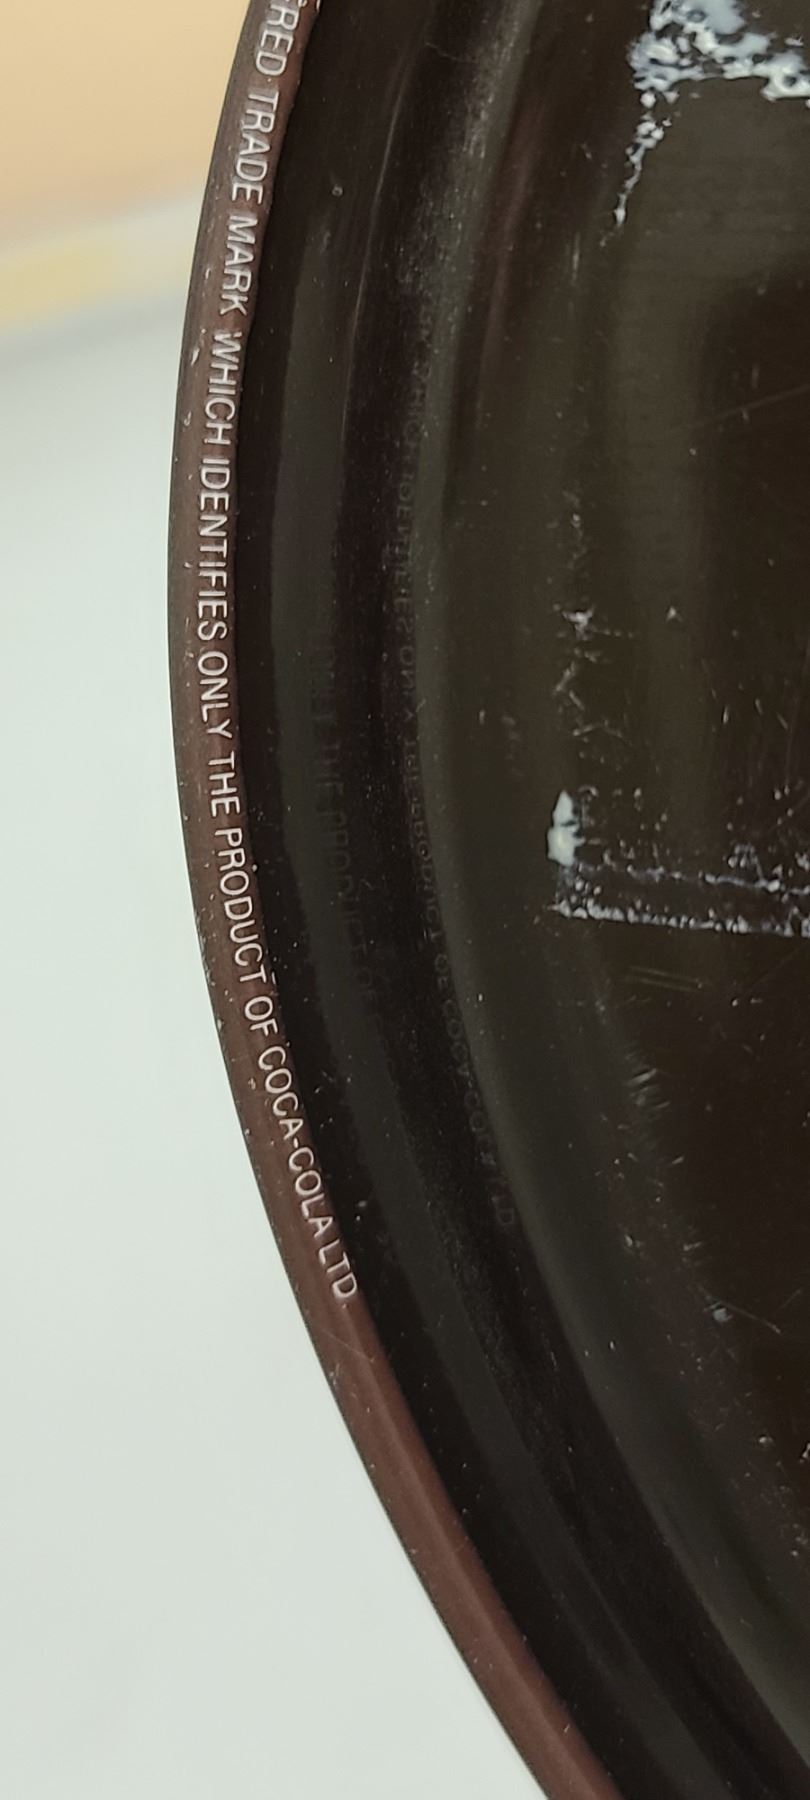 RED TRADE MARK WHICH IDENTIFIES ONLY THE PRODUCT OF COCA-COLA LTD.